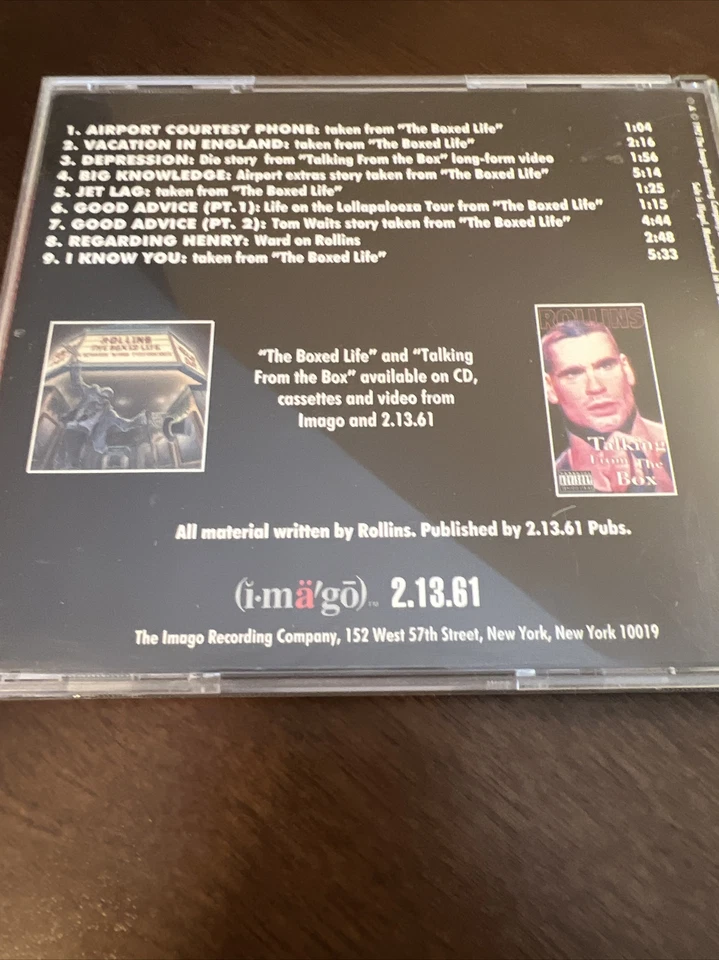 1. AIRPORT COURTESY PHONE: taken from "The Boxed Life" 1:04
2. VACATION IN ENGLAND: taken from "The Boxed Life" 2:16
3. DEPRESSION: Die story from "Talking From the Box" long-form video 1:56
4. BIG KNOWLEDGE: Airport extras story taken from "The Boxed Life" 5:14
5. JET LAG: taken from "The Boxed Life" 1:25
6. GOOD ADVICE (PT.1): Life on the Lollapalooza Tour from "The Boxed Life" 1:15
7. GOOD ADVICE (PT. 2): Tom Waits story taken from "The Boxed Life" 4:44
8. REGARDING HENRY: Ward on Rollins 2:48
9. I KNOW YOU: taken from "The Boxed Life" 5:33
ROLLINS
THE BOXED LIFE
"The Boxed Life" and "Talking
From the Box" available on CD,
cassettes and video from
Imago and 2.13.61
ROLLINS
Talking
From The
Box
All material written by Rollins. Published by 2.13.61 Pubs.
(i·mä'gō)™ 2.13.61
The Imago Recording Company, 152 West 57th Street, New York, New York 10019